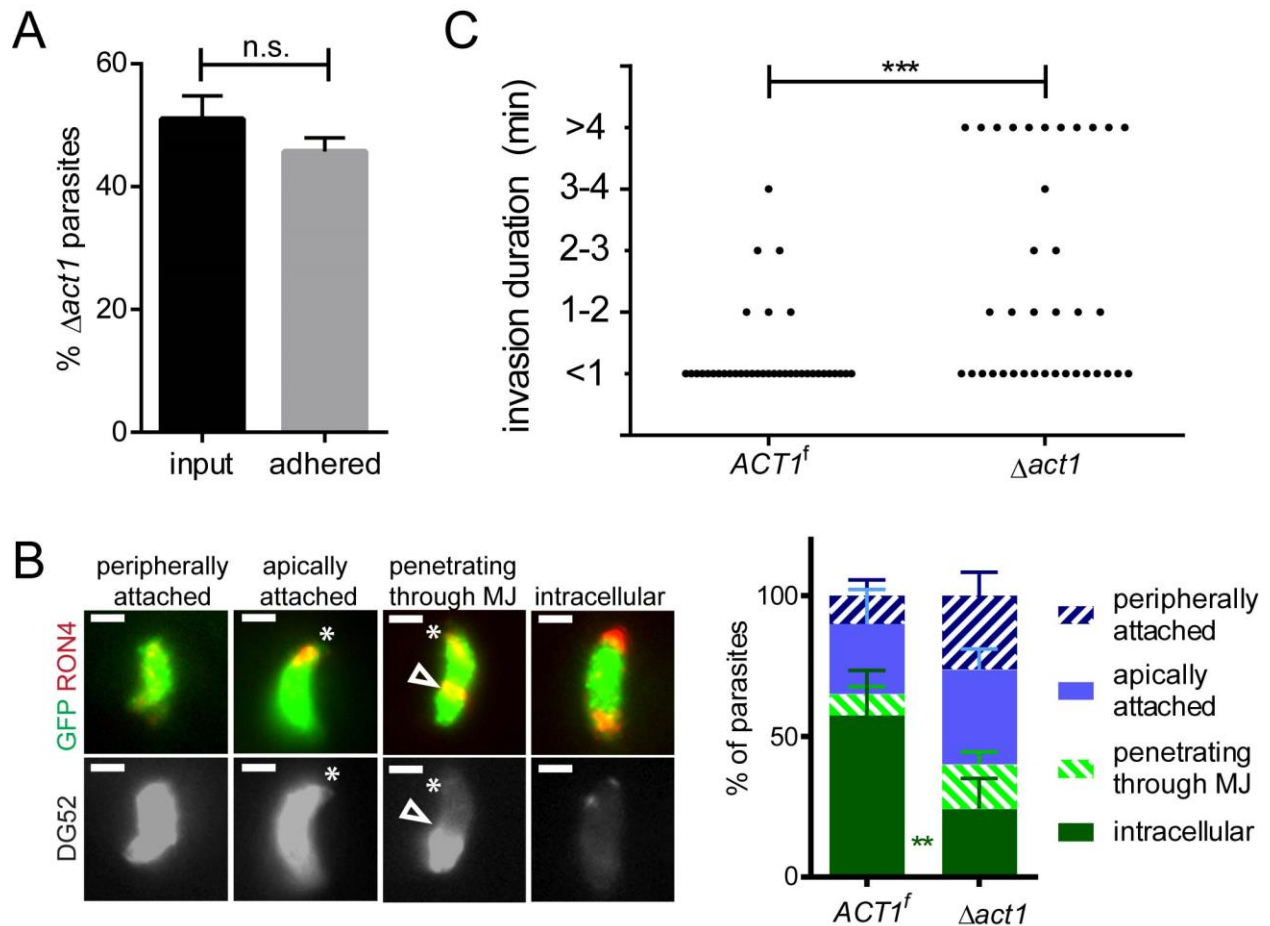 A
n.s.
60
40
20
0
% Δact1 parasites
input adhered
C
***
invasion duration (min)
>4
3-4
2-3
1-2
<1
ACT1f
Δact1
B
peripherally attached
apically attached
penetrating through MJ
intracellular
GFP RON4
*
*
DG52
*
*
% of parasites
100
50
0
**
ACT1f
Δact1
peripherally attached
apically attached
penetrating through MJ
intracellular